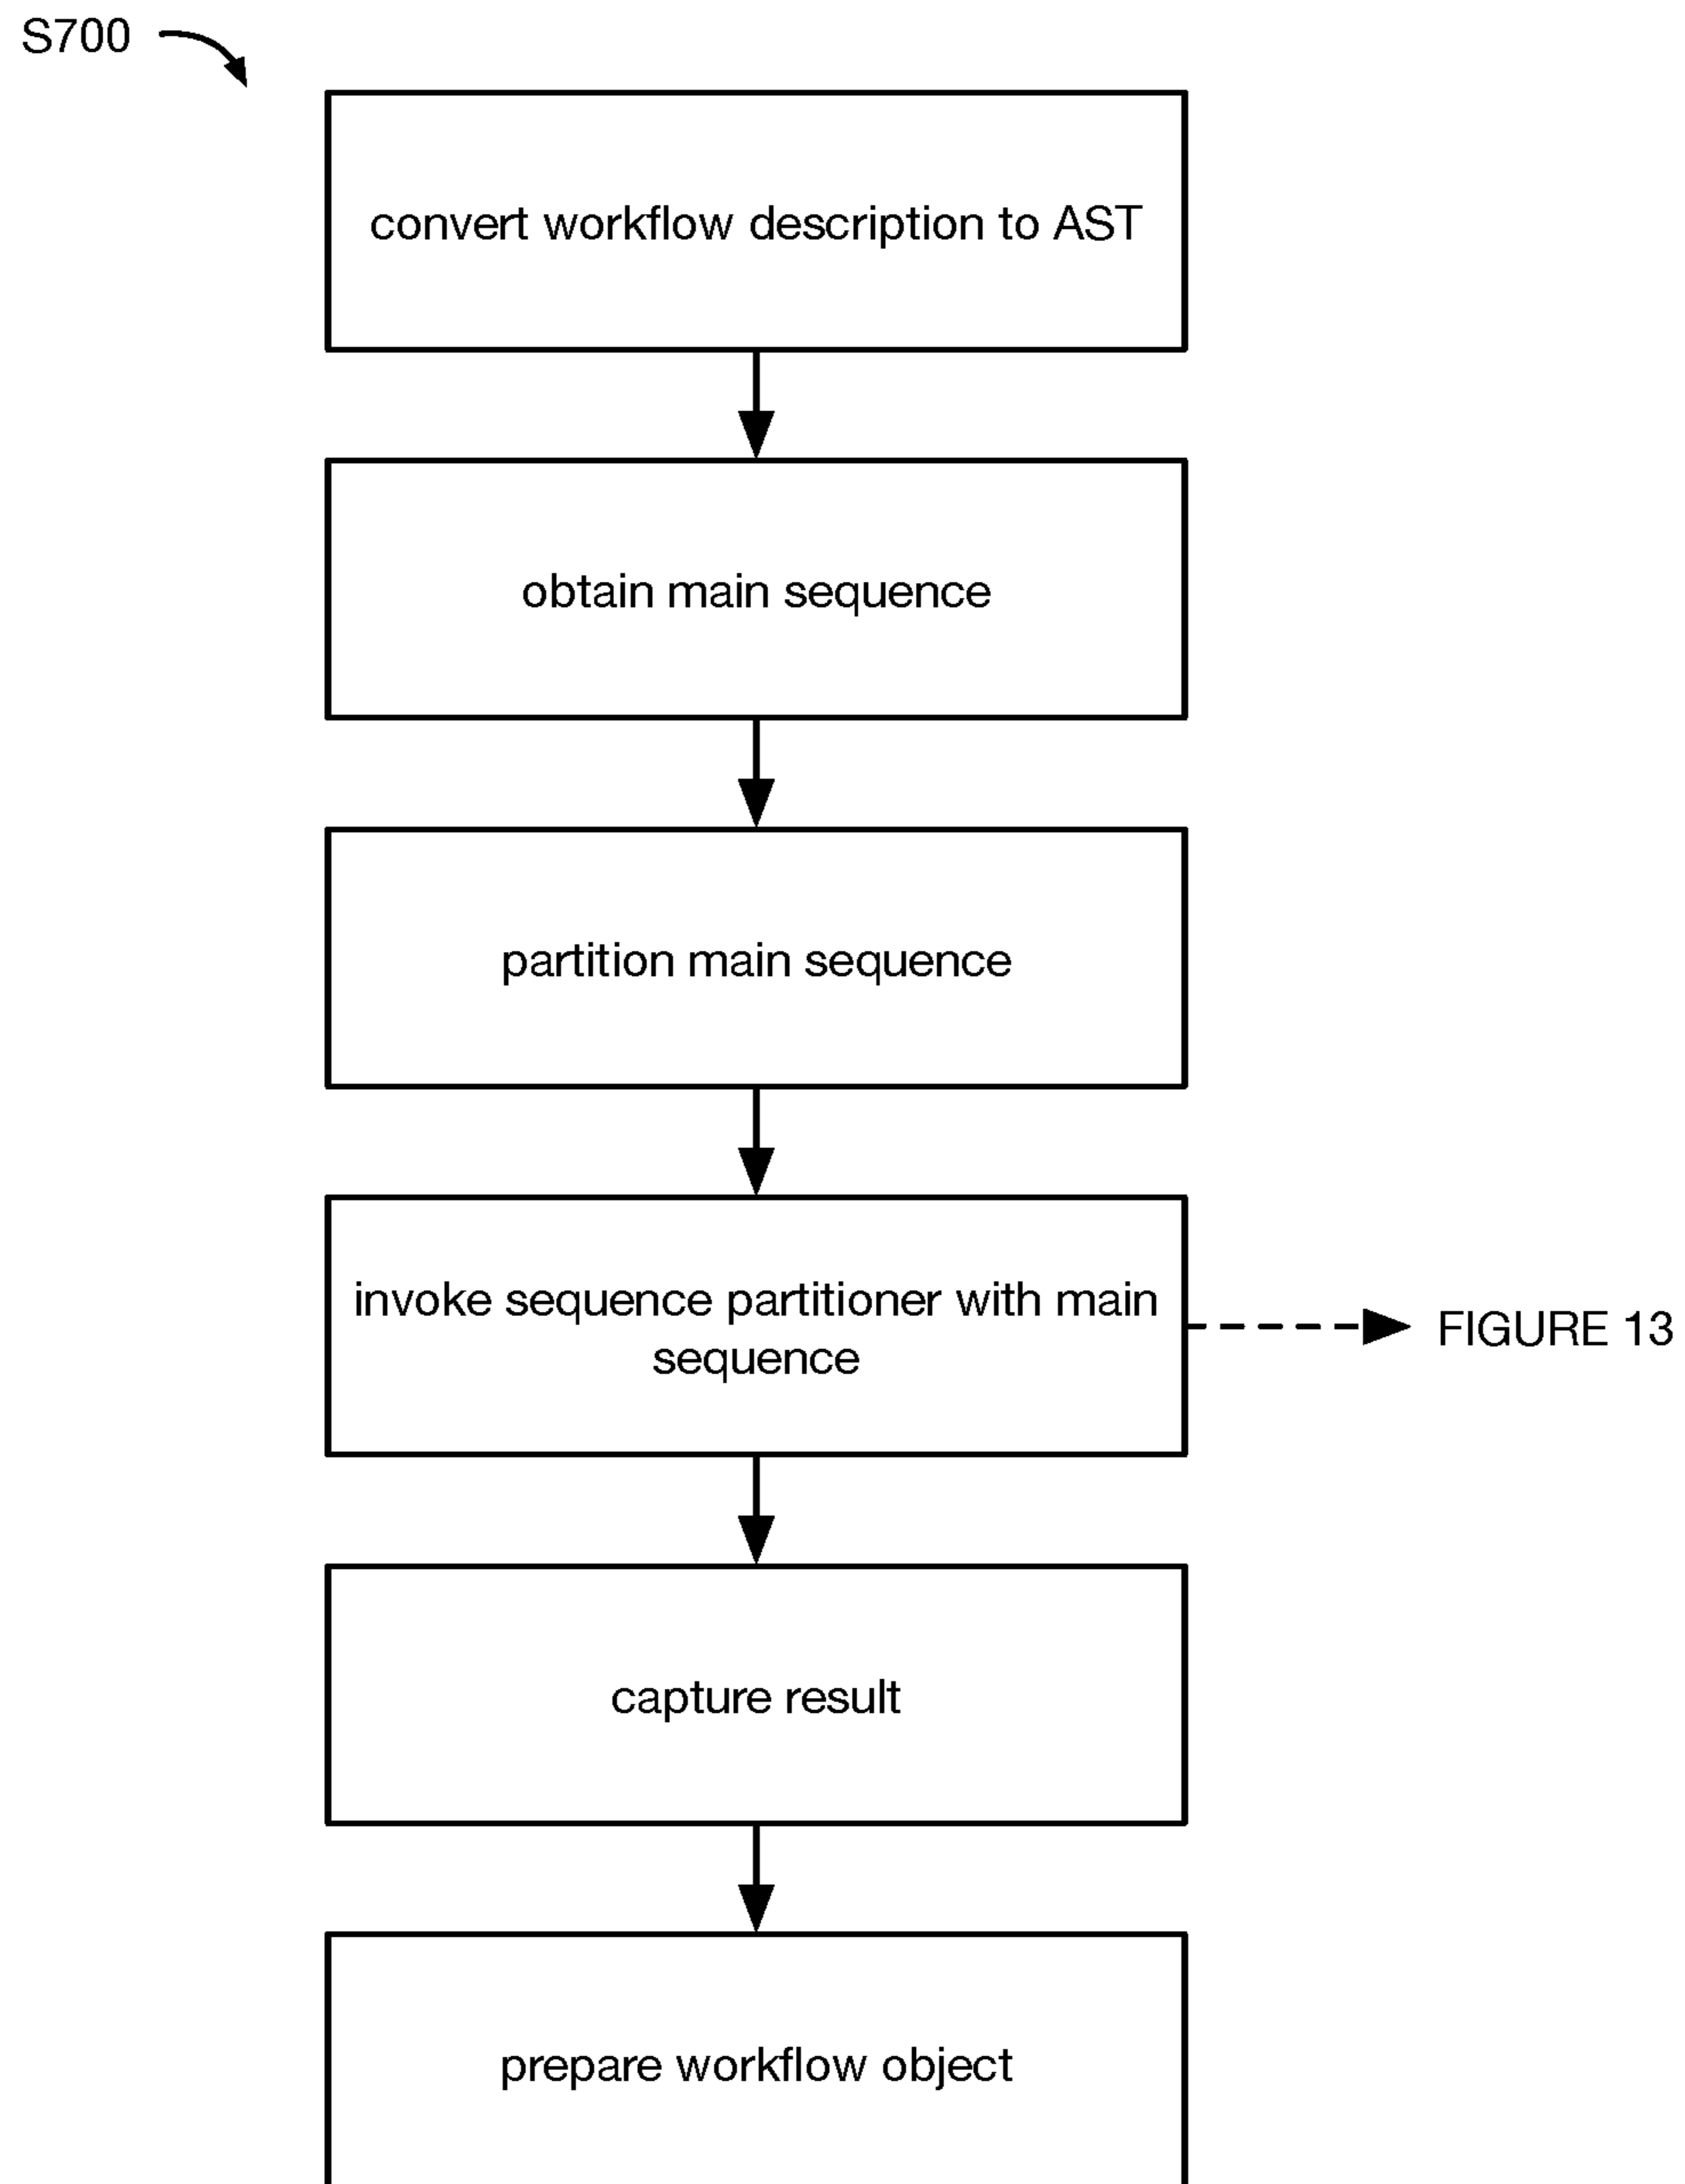 S700
convert workflow description to AST
obtain main sequence
partition main sequence
invoke sequence partitioner with main
sequence
FIGURE 13
capture result
prepare workflow object